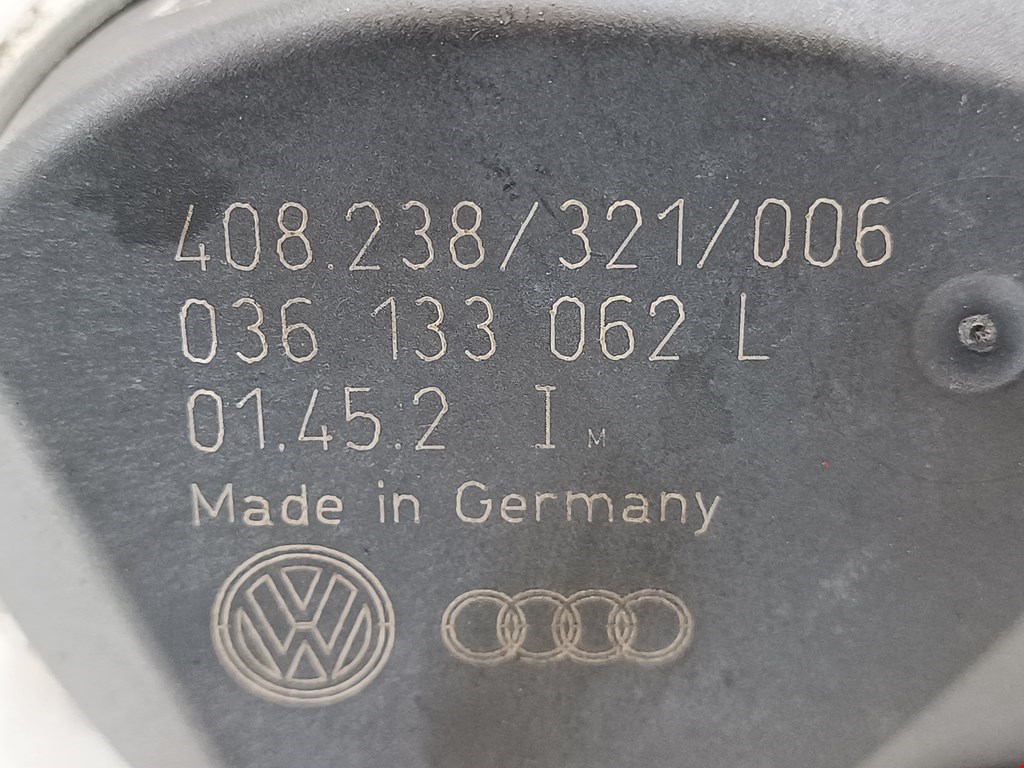 408.238/321/006
036 133 062 L
01.45.2 I M
Made in Germany